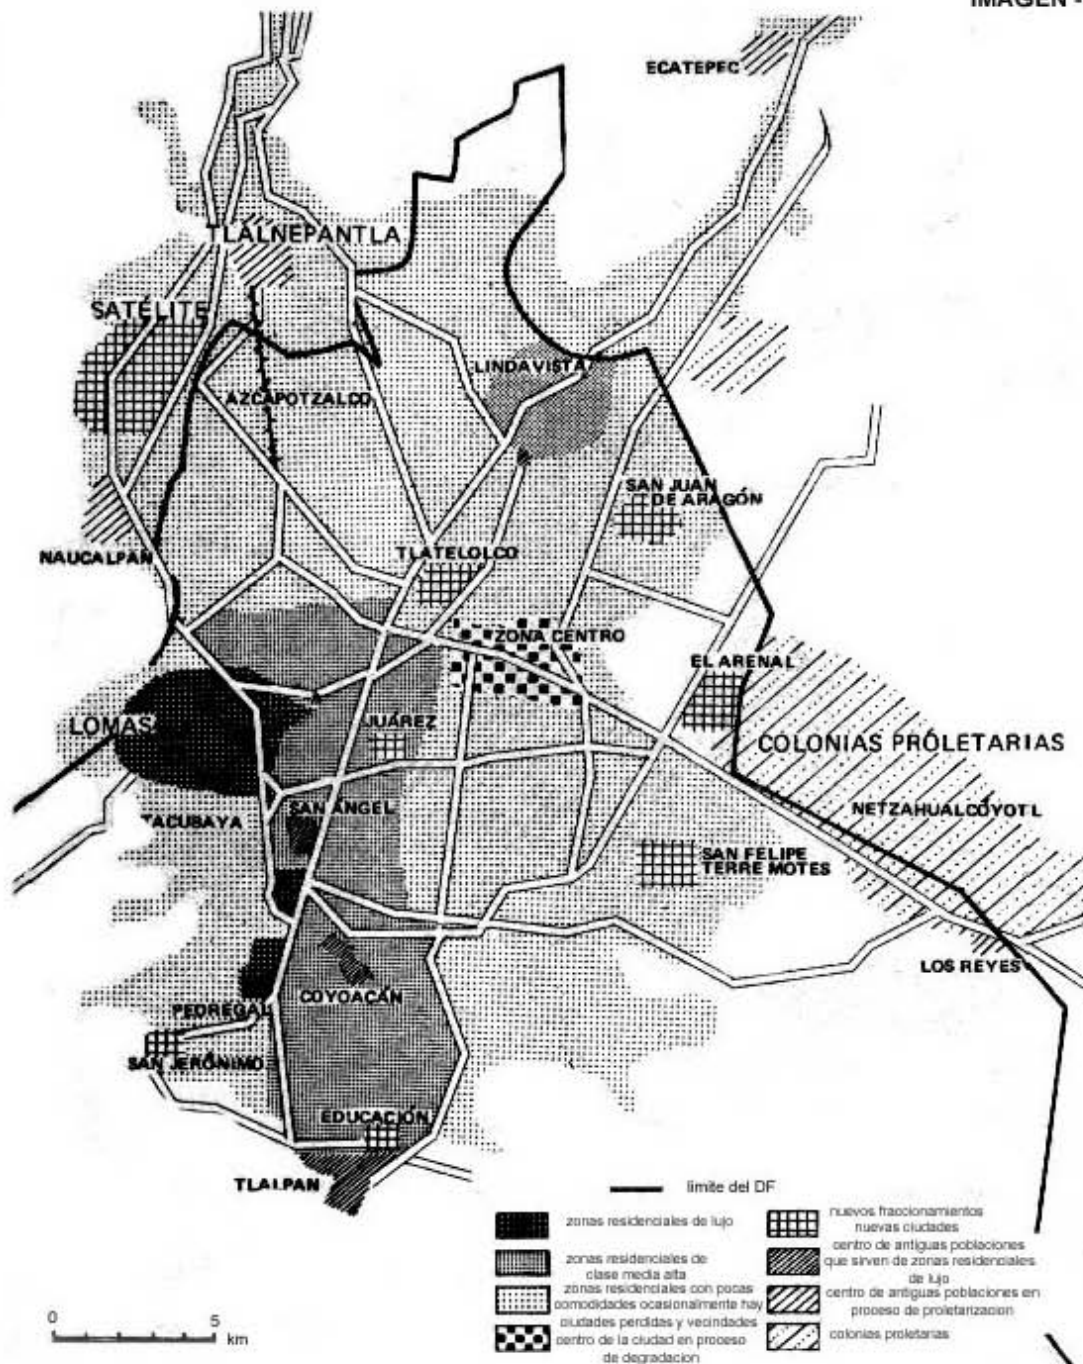 IMAGEN -
ECATEPEC
TLALNEPANTLA
SATÉLITE
LINDAVISTA
AZCAPOTZALCO
SAN JUAN
DE ARAGÓN
NAUCALPAN
TLATELOLCO
ZONA CENTRO
EL ARENAL
LOMAS
JUÁREZ
COLONIAS PRÓLETARIAS
SAN ANGEL
NETZAHUALCÓYOTL
TACUBAYA
SAN FELIPE
TERRE MOTES
LOS REYES
COYOACÁN
PEDREGAL
SAN JERÓNIMO
EDUCACIÓN
TLALPAN
limite del DF
zonas residenciales de lujo
zonas residenciales de
clase media alta
zonas residenciales con pocas
comodidades ocasionalmente hay
ciudades perdidas y vecindades
centro de la ciudad en proceso
de degradacion
nuevos fraccionamientos
nuevas ciudades
centro de antiguas poblaciones
que sirven de zonas residenciales
de lujo
centro de antiguas poblaciones en
proceso de proletarizacion
colonias proletarias
0 5
km